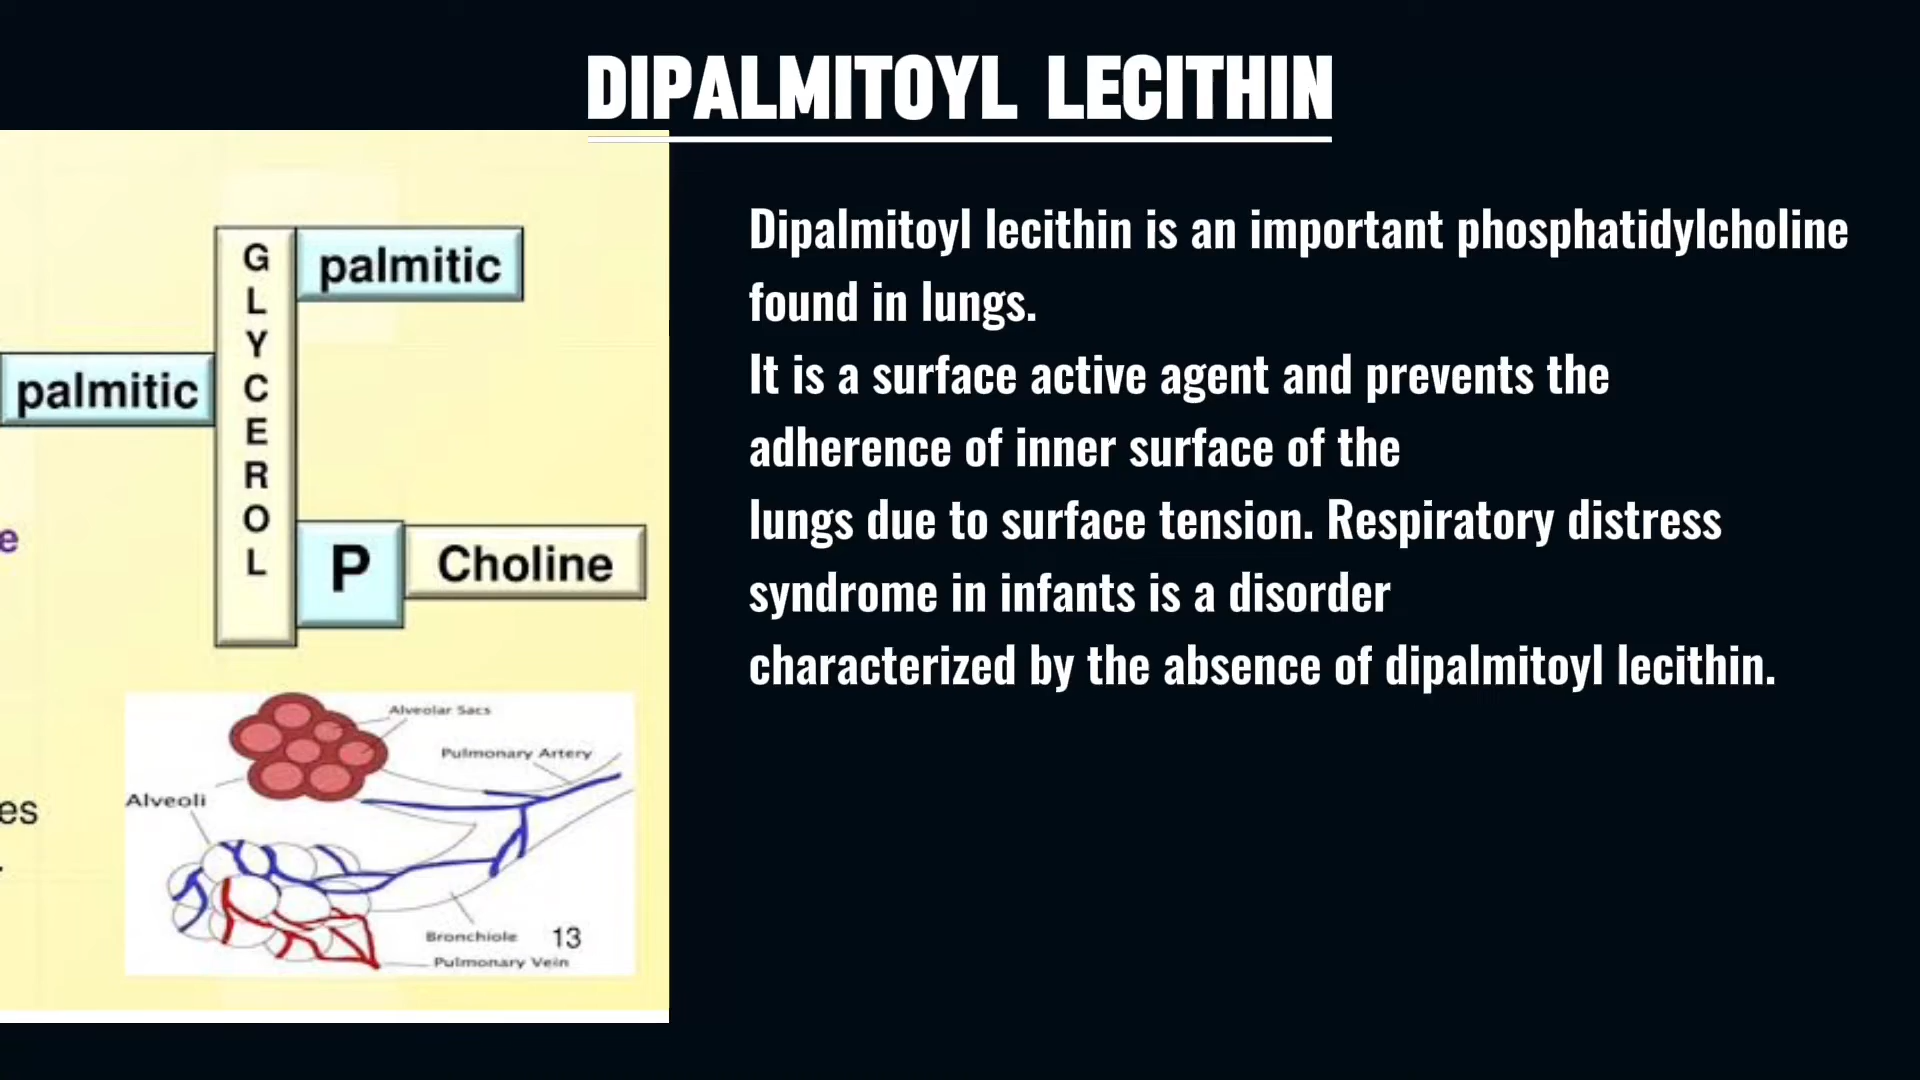 DIPALMITOYL LECITHIN
GLYCEROL
palmitic
palmitic
P
Choline
e
es
Alveolar Sacs
Pulmonary Artery
Alveoli
Bronchiole
13
Pulmonary Vein
Dipalmitoyl lecithin is an important phosphatidylcholine
found in lungs.
It is a surface active agent and prevents the
adherence of inner surface of the
lungs due to surface tension. Respiratory distress
syndrome in infants is a disorder
characterized by the absence of dipalmitoyl lecithin.